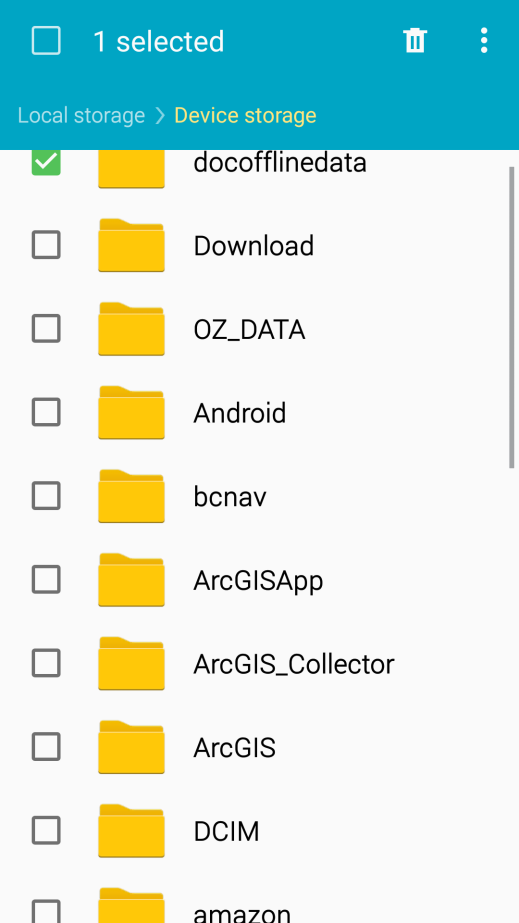 1 selected
Local storage > Device storage
docofflinedata
Download
OZ_DATA
Android
bcnav
ArcGISApp
ArcGIS_Collector
ArcGIS
DCIM
amazon